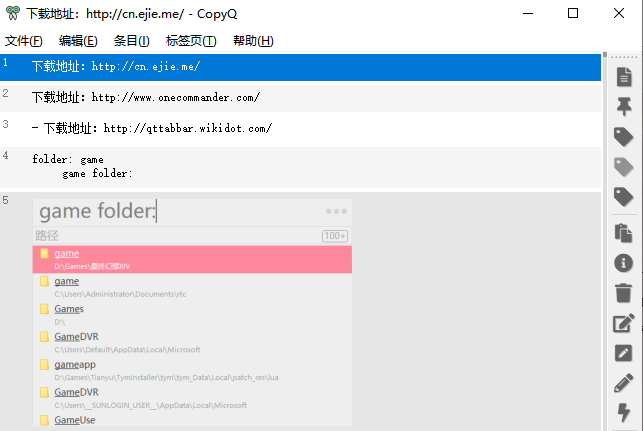 下载地址：http://cn.ejie.me/ - CopyQ
文件(F) 编辑(E) 条目(I) 标签页(T) 帮助(H)
1 下载地址：http://cn.ejie.me/
2 下载地址：http://www.onecommander.com/
3 - 下载地址：http://qttabbar.wikidot.com/
4 folder: game
game folder:
5 game folder:
路径 100+
game
D:\Games\最终幻想XIV
game
C:\Users\Administrator\Documents\rtc
Games
D:\
GameDVR
C:\Users\Default\AppData\Local\Microsoft
gameapp
D:\Games\Tianyu\TymInstaller\tym\tym_Data\Local\patch_res\lua
GameDVR
C:\Users\__SUNLOGIN_USER__\AppData\Local\Microsoft
GameUse